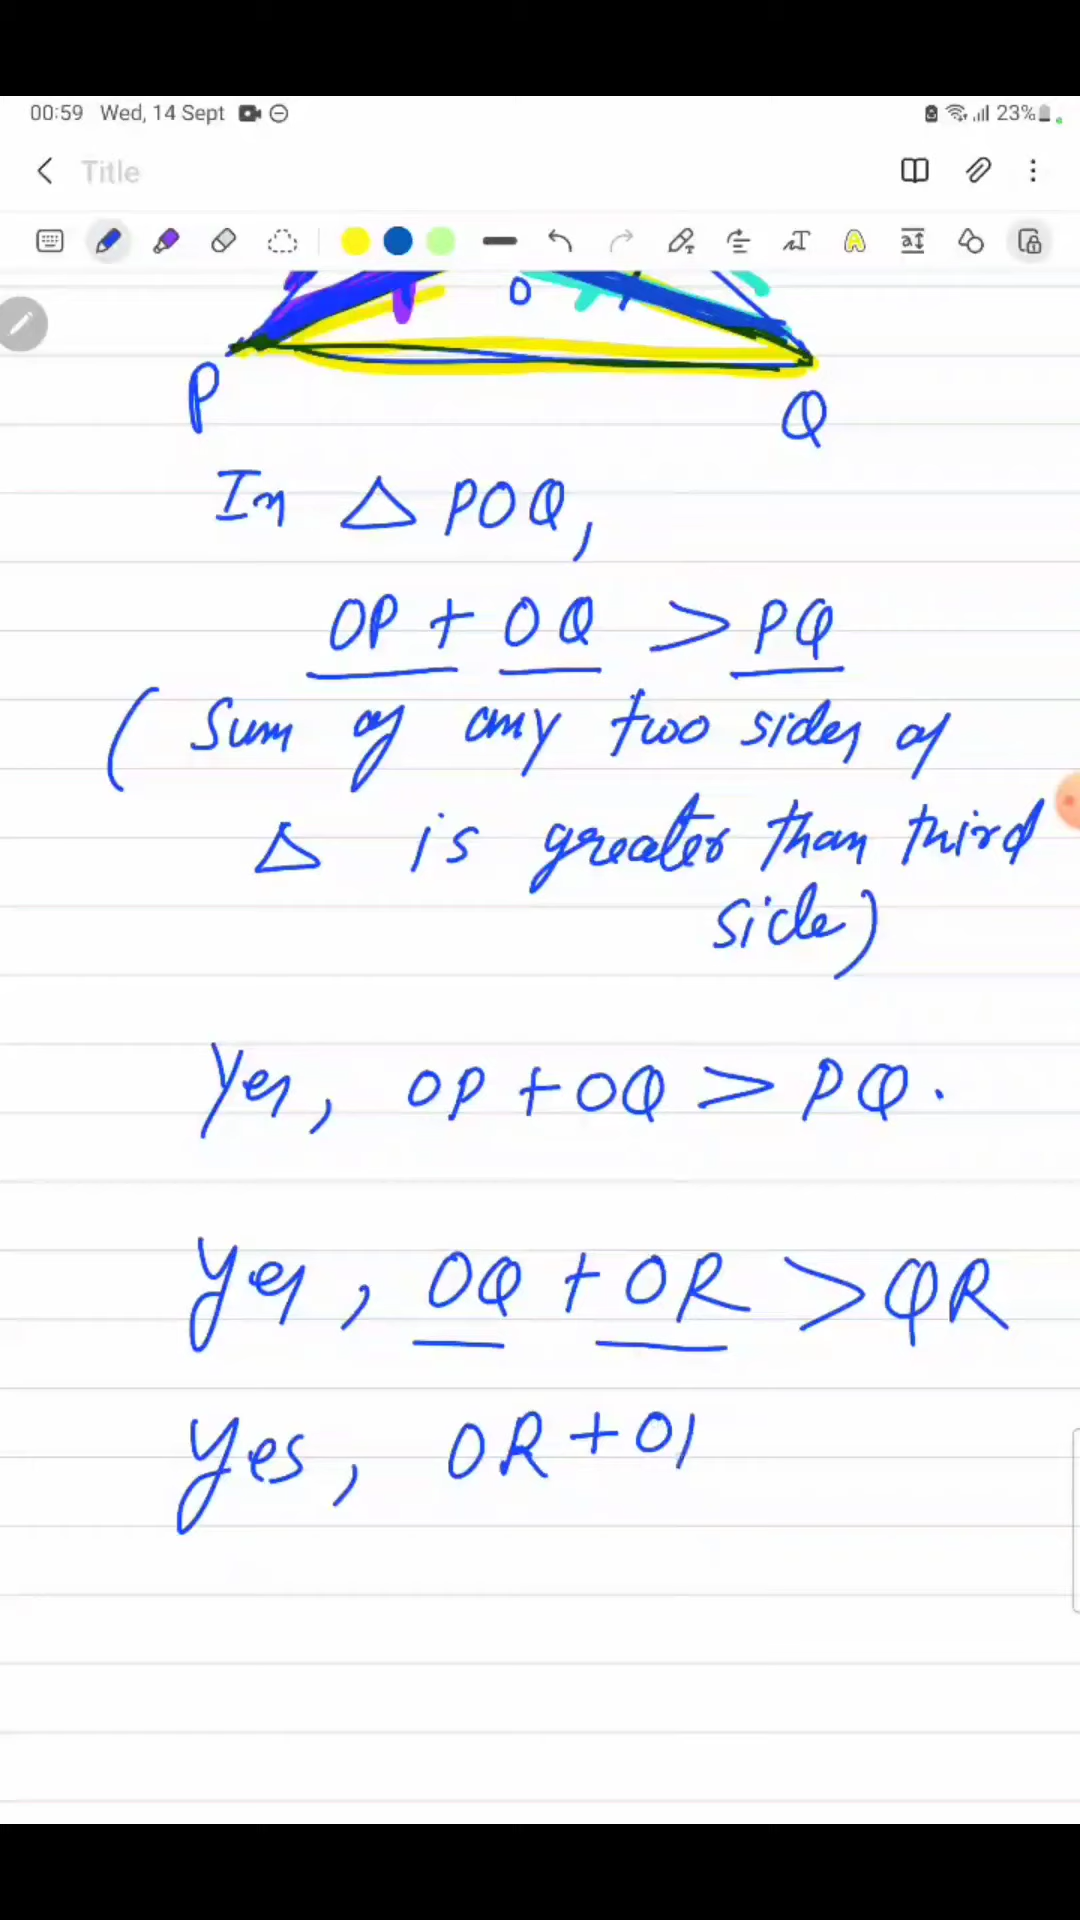 00:59 Wed, 14 Sept 23%
Title
O
P
Q
In △ POQ,
OP + OQ > PQ
( Sum of any two sides of
△ is greater than third
side)
Yes, OP + OQ > PQ.
Yes, OQ + OR > QR
Yes, OR + O